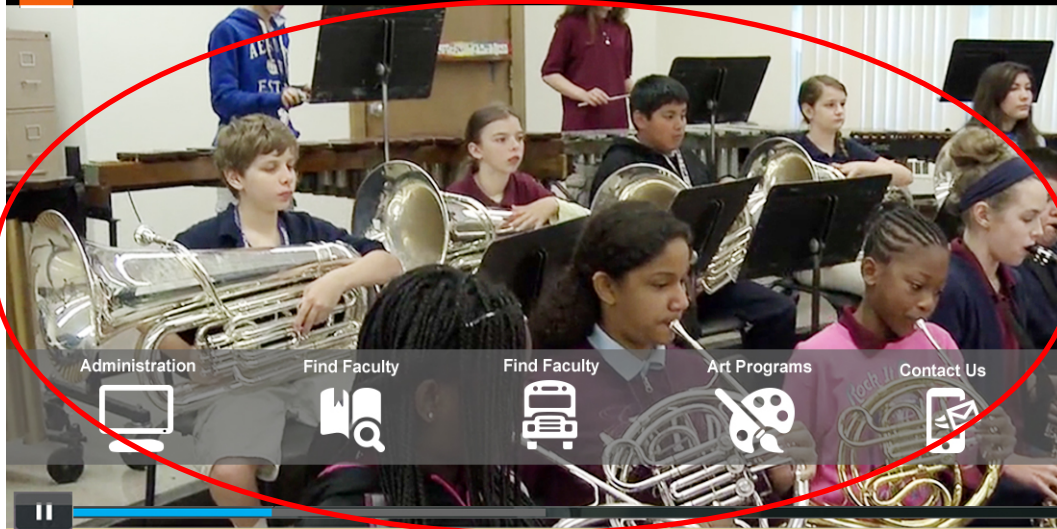 Administration
Find Faculty
Find Faculty
Art Programs
Contact Us